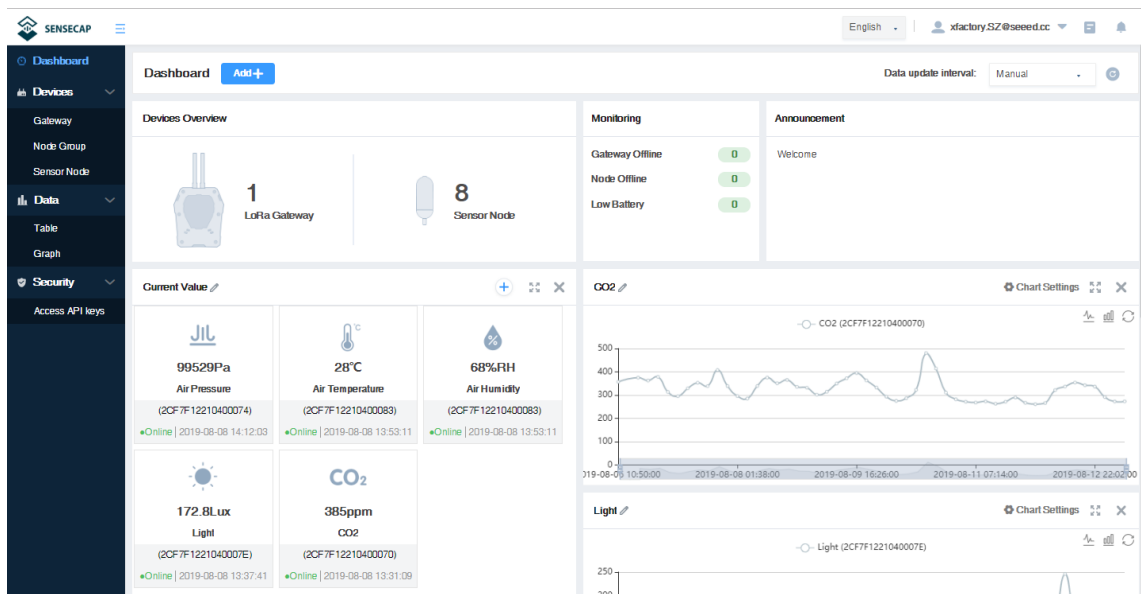 SENSECAP
English
xfactory.SZ@seeed.cc
Dashboard
Devices
Gateway
Node Group
Sensor Node
Data
Table
Graph
Security
Access API keys
Dashboard
Add+
Data update interval:
Manual
Devices Overview
1
LoRa Gateway
8
Sensor Node
Monitoring
Gateway Offline 0
Node Offline 0
Low Battery 0
Announcement
Welcome
Current Value
99529Pa
Air Pressure
(2CF7F12210400074)
Online | 2019-08-08 14:12:03
°C
28℃
Air Temperature
(2CF7F12210400083)
Online | 2019-08-08 13:53:11
%
68%RH
Air Humidity
(2CF7F12210400083)
Online | 2019-08-08 13:53:11
172.8Lux
Light
(2CF7F1221040007E)
Online | 2019-08-08 13:37:41
CO2
385ppm
CO2
(2CF7F12210400070)
Online | 2019-08-08 13:31:09
CO2
Chart Settings
CO2 (2CF7F12210400070)
500
400
300
200
100
0
2019-08-08 01:38:00
2019-08-09 16:26:00
2019-08-11 07:14:00
2019-08-12 22:02:00
Light
Chart Settings
Light (2CF7F1221040007E)
250